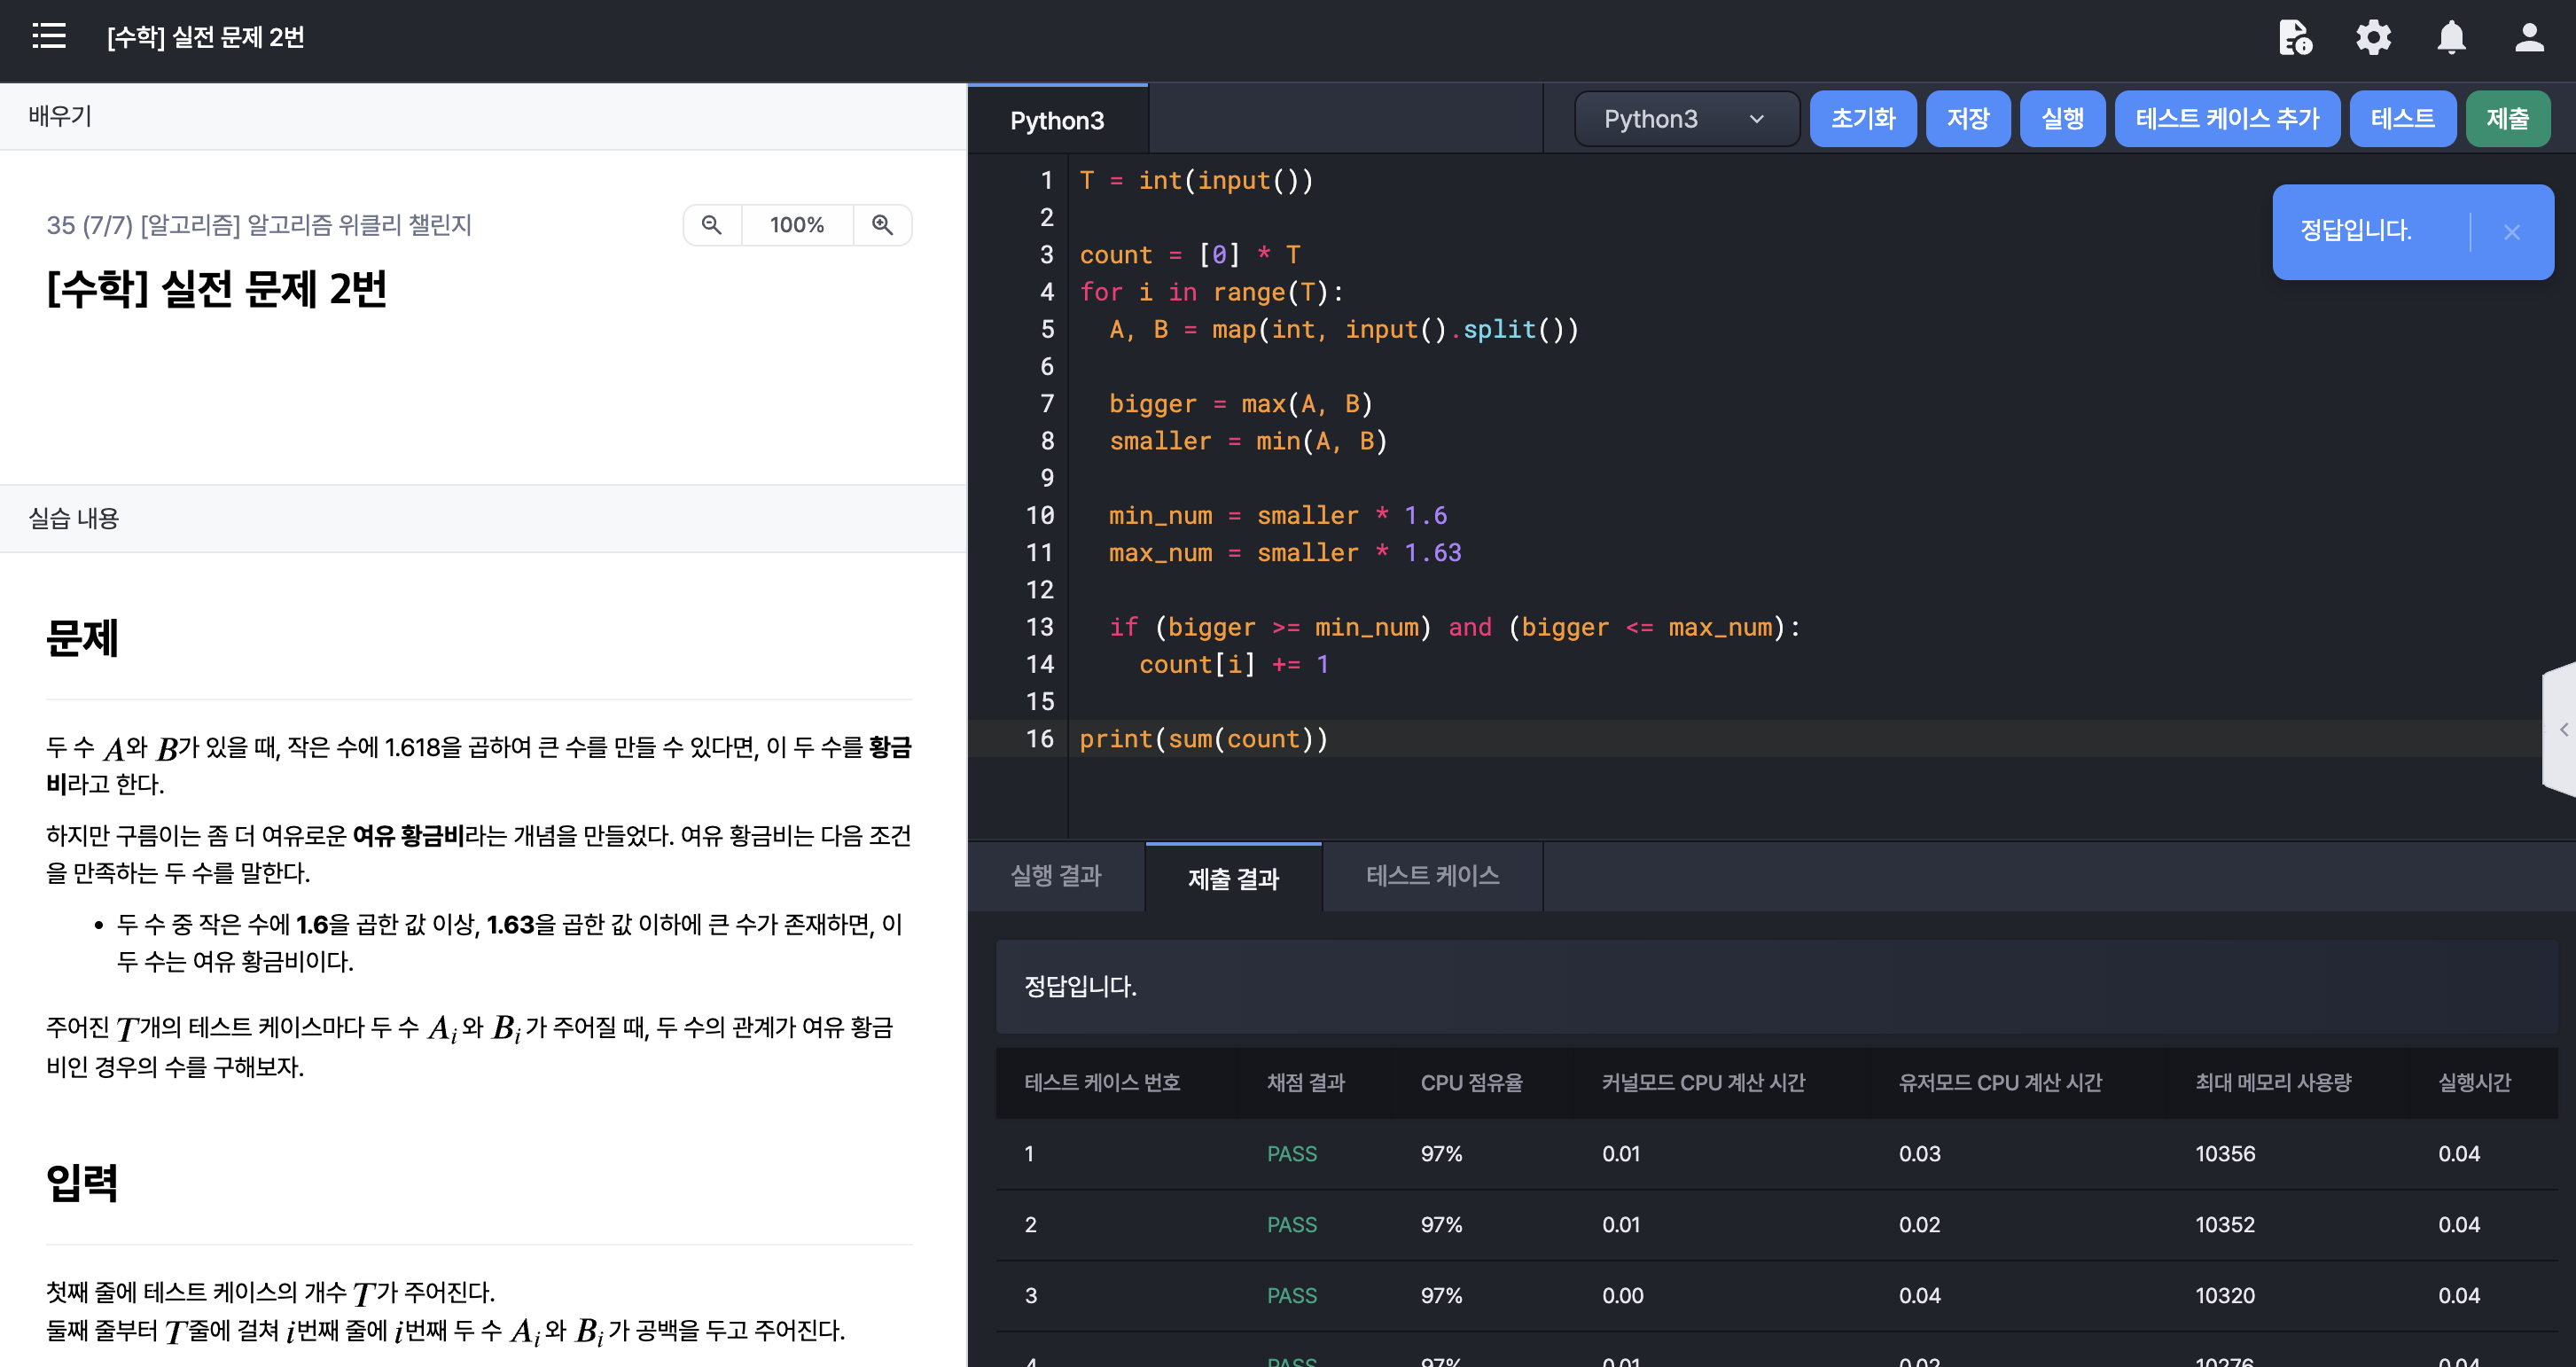 [수학] 실전 문제 2번
배우기
35 (7/7) [알고리즘] 알고리즘 위클리 챌린지
100%
[수학] 실전 문제 2번
실습 내용
문제
두 수 A와 B가 있을 때, 작은 수에 1.618을 곱하여 큰 수를 만들 수 있다면, 이 두 수를 황금
비라고 한다.
하지만 구름이는 좀 더 여유로운 여유 황금비라는 개념을 만들었다. 여유 황금비는 다음 조건
을 만족하는 두 수를 말한다.
• 두 수 중 작은 수에 1.6을 곱한 값 이상, 1.63을 곱한 값 이하에 큰 수가 존재하면, 이
두 수는 여유 황금비이다.
주어진 T개의 테스트 케이스마다 두 수 A_i와 B_i가 주어질 때, 두 수의 관계가 여유 황금
비인 경우의 수를 구해보자.
입력
첫째 줄에 테스트 케이스의 개수 T가 주어진다.
둘째 줄부터 T줄에 걸쳐 i번째 줄에 i번째 두 수 A_i와 B_i가 공백을 두고 주어진다.
Python3
Python3 초기화 저장 실행 테스트 케이스 추가 테스트 제출
정답입니다.
1 T = int(input())
2
3 count = [0] * T
4 for i in range(T):
5   A, B = map(int, input().split())
6
7   bigger = max(A, B)
8   smaller = min(A, B)
9
10   min_num = smaller * 1.6
11   max_num = smaller * 1.63
12
13   if (bigger >= min_num) and (bigger <= max_num):
14     count[i] += 1
15
16 print(sum(count))
실행 결과 제출 결과 테스트 케이스
정답입니다.
테스트 케이스 번호 채점 결과 CPU 점유율 커널모드 CPU 계산 시간 유저모드 CPU 계산 시간 최대 메모리 사용량 실행시간
1 PASS 97% 0.01 0.03 10356 0.04
2 PASS 97% 0.01 0.02 10352 0.04
3 PASS 97% 0.00 0.04 10320 0.04
4 PASS 97% 0.01 0.02 10276 0.04